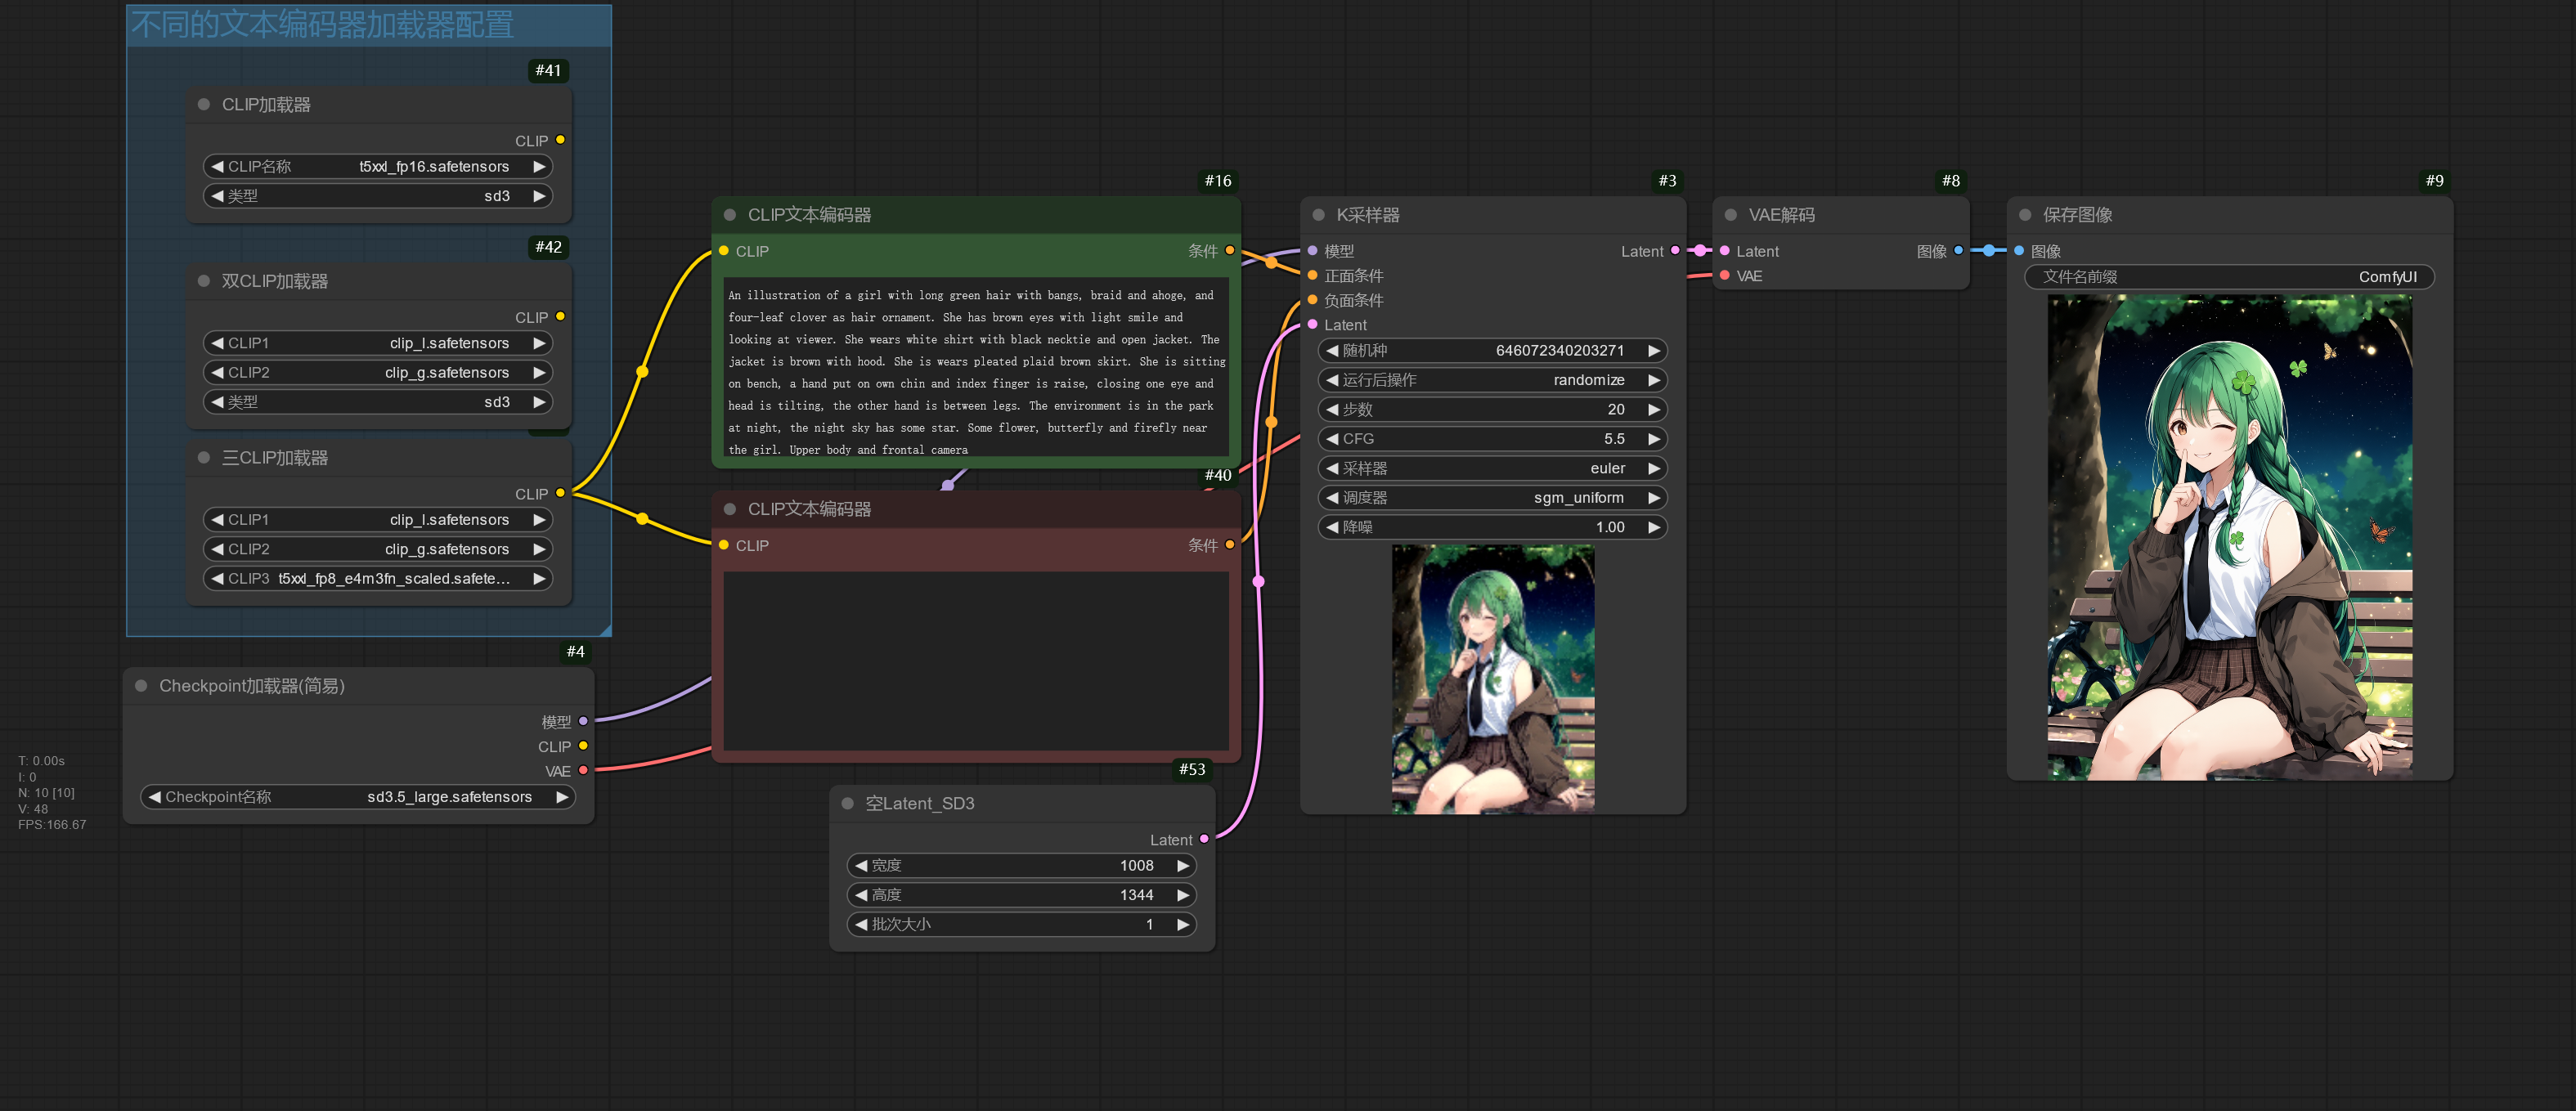 不同的文本编码器加载器配置
#41
CLIP加载器
CLIP
CLIP名称 t5xxl_fp16.safetensors
类型 sd3
#42
双CLIP加载器
CLIP
CLIP1 clip_l.safetensors
CLIP2 clip_g.safetensors
类型 sd3
三CLIP加载器
CLIP
CLIP1 clip_l.safetensors
CLIP2 clip_g.safetensors
CLIP3 t5xxl_fp8_e4m3fn_scaled.safete...
#4
Checkpoint加载器(简易)
模型
CLIP
VAE
Checkpoint名称 sd3.5_large.safetensors
T: 0.00s
I: 0
N: 10 [10]
V: 48
FPS:166.67
#16
CLIP文本编码器
CLIP 条件
An illustration of a girl with long green hair with bangs, braid and ahoge, and
four-leaf clover as hair ornament. She has brown eyes with light smile and
looking at viewer. She wears white shirt with black necktie and open jacket. The
jacket is brown with hood. She is wears pleated plaid brown skirt. She is sitting
on bench, a hand put on own chin and index finger is raise, closing one eye and
head is tilting, the other hand is between legs. The environment is in the park
at night, the night sky has some star. Some flower, butterfly and firefly near
the girl. Upper body and frontal camera
#40
CLIP文本编码器
CLIP 条件
#53
空Latent_SD3
Latent
宽度 1008
高度 1344
批次大小 1
#3
K采样器
模型 Latent
正面条件
负面条件
Latent
随机种 646072340203271
运行后操作 randomize
步数 20
CFG 5.5
采样器 euler
调度器 sgm_uniform
降噪 1.00
#8
VAE解码
Latent 图像
VAE
#9
保存图像
图像
文件名前缀 ComfyUI